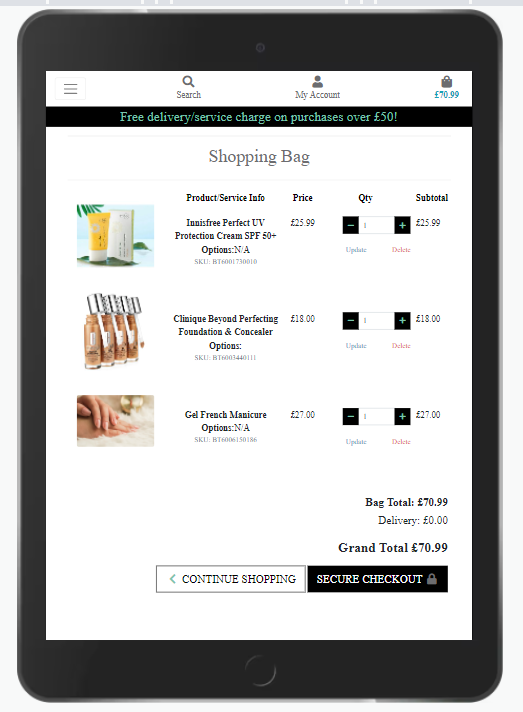 Search
My Account
£70.99
Free delivery/service charge on purchases over £50!
Shopping Bag
Product/Service Info Price Qty Subtotal
Innisfree Perfect UV
Protection Cream SPF 50+
Options:N/A
SKU: BT6001730010
£25.99
1
£25.99
Update Delete
Clinique Beyond Perfecting
Foundation & Concealer
Options:
SKU: BT6003440111
£18.00
1
£18.00
Update Delete
Gel French Manicure
Options:N/A
SKU: BT6006150186
£27.00
1
£27.00
Update Delete
Bag Total: £70.99
Delivery: £0.00
Grand Total £70.99
CONTINUE SHOPPING
SECURE CHECKOUT